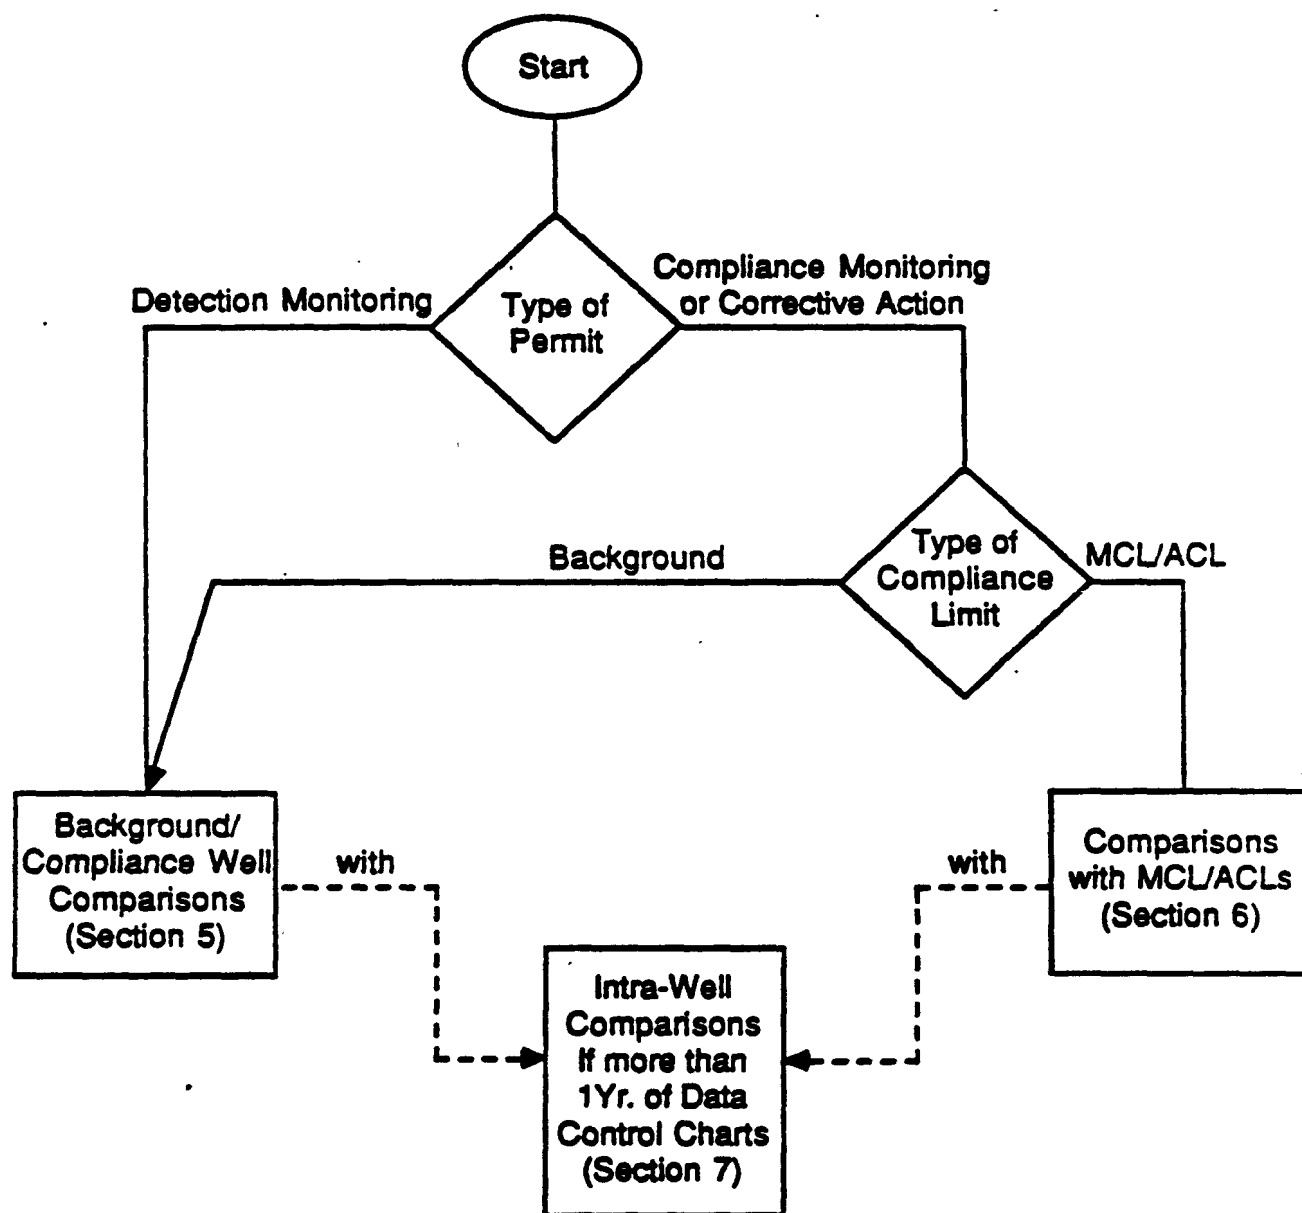 Start
Type of
Permit
Detection Monitoring
Compliance Monitoring
or Corrective Action
Type of
Compliance
Limit
Background
MCL/ACL
Background/
Compliance Well
Comparisons
(Section 5)
with
with
Comparisons
with MCL/ACLs
(Section 6)
Intra-Well
Comparisons
If more than
1Yr. of Data
Control Charts
(Section 7)